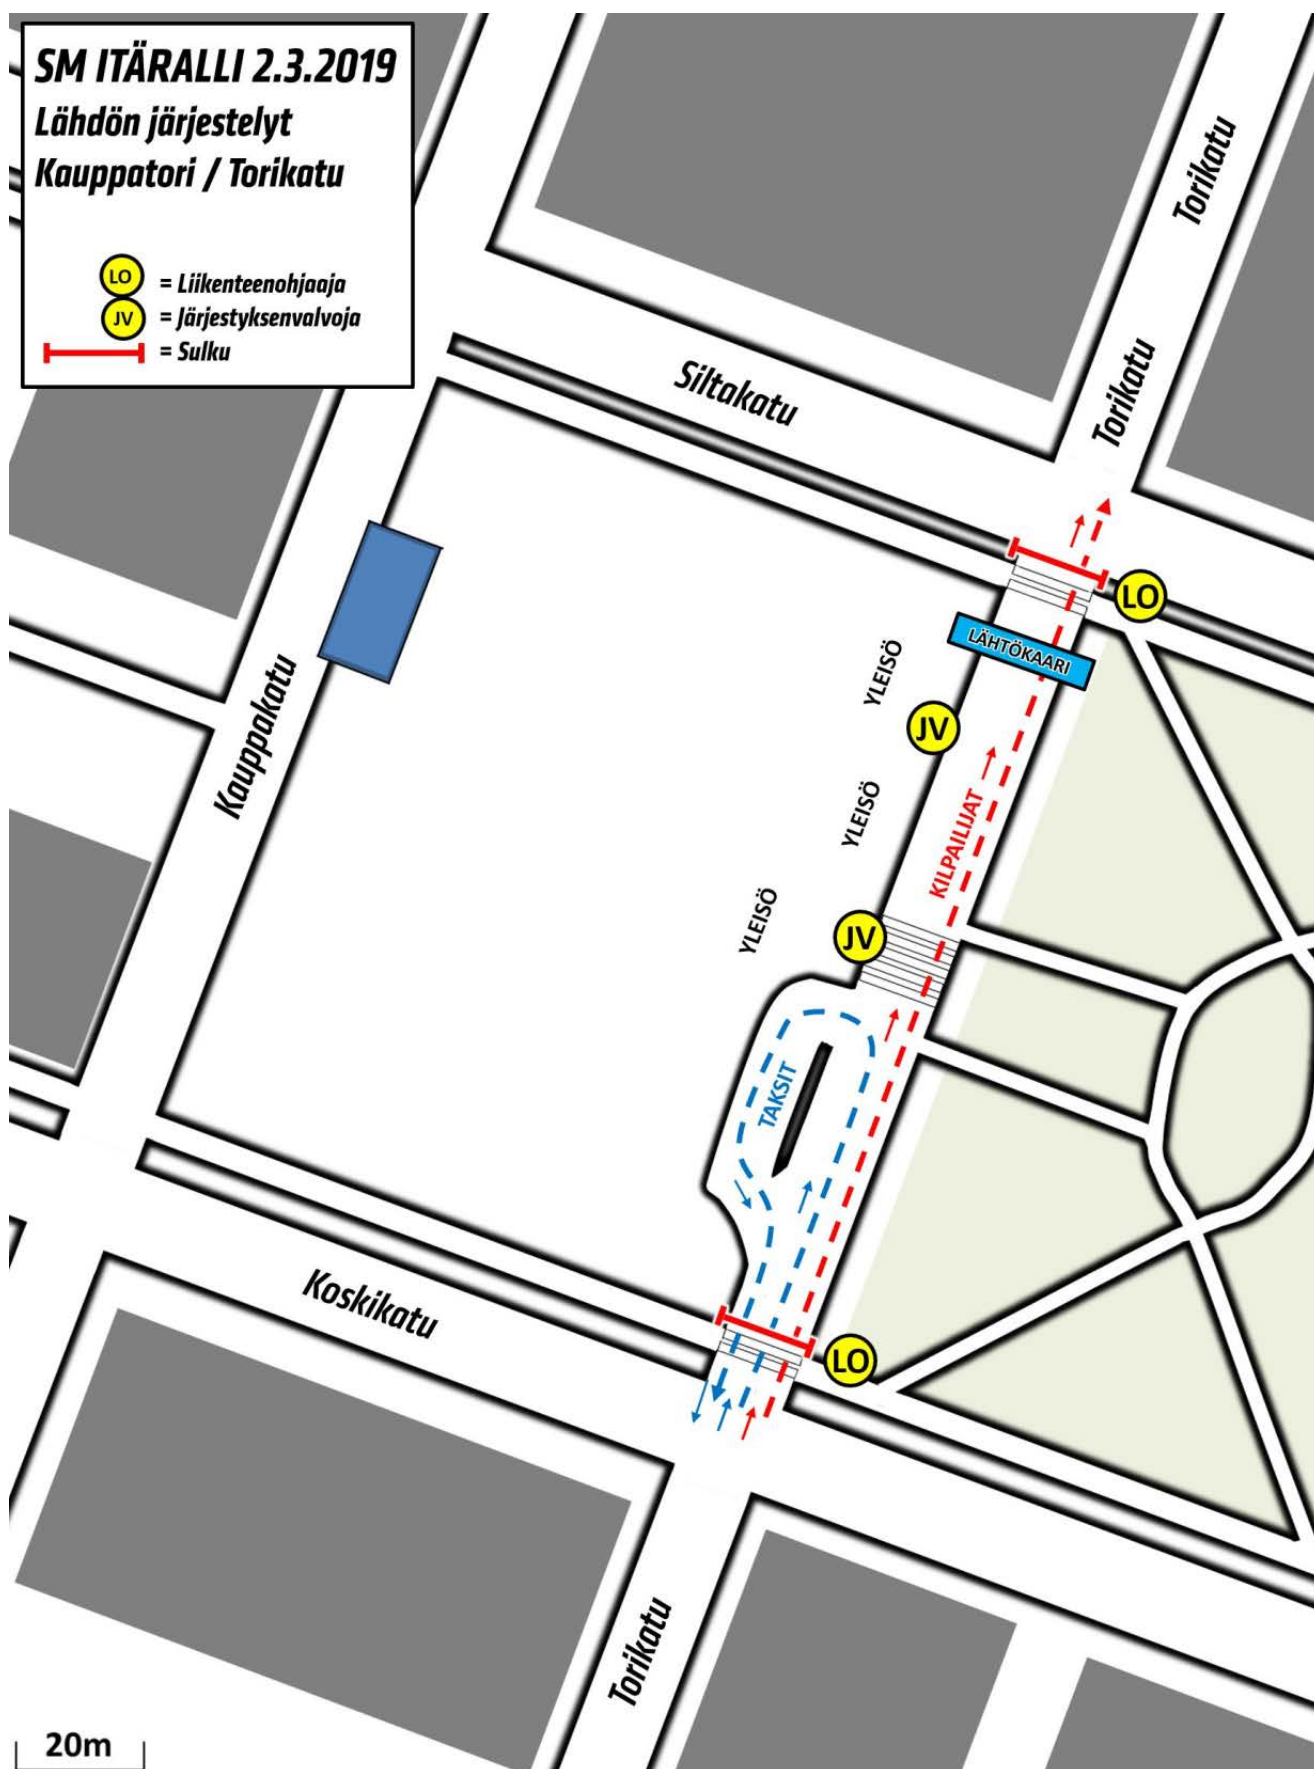 SM ITÄRALLI 2.3.2019
Lähdön järjestelyt
Kauppatori / Torikatu
LO = Liikenteenohjaaja
JV = Järjestyksenvalvoja
= Sulku
Torikatu
Torikatu
Siltakatu
LO
LÄHTÖKAARI
YLEISÖ
JV
Kauppakatu
YLEISÖ
KILPAILIJAT
YLEISÖ
JV
TAKSIT
Koskikatu
LO
Torikatu
20m